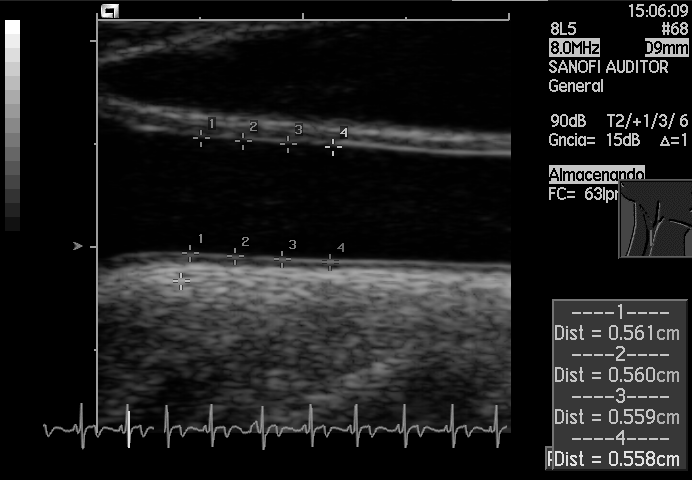 15:06:09
8L5 #68
8.0MHz D9mm
SANOFI AUDITOR
General
90dB T2/+1/3/ 6
Gncia= 15dB Δ=1
Almacenando
FC= 63lpm
1 2 3 4
1 2 3 4
----1----
Dist = 0.561cm
----2----
Dist = 0.560cm
----3----
Dist = 0.559cm
----4----
Dist = 0.558cm